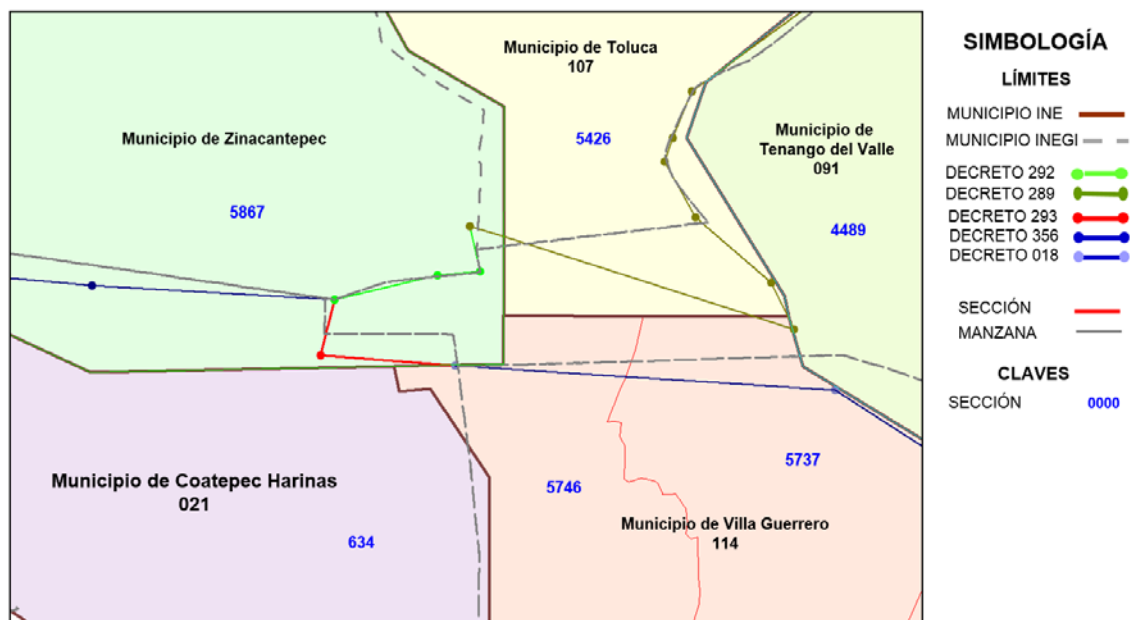 Municipio de Toluca
107
5426
Municipio de Zinacantepec
5867
Municipio de
Tenango del Valle
091
4489
Municipio de Coatepec Harinas
021
634
5746
5737
Municipio de Villa Guerrero
114
SIMBOLOGÍA
LÍMITES
MUNICIPIO INE
MUNICIPIO INEGI
DECRETO 292
DECRETO 289
DECRETO 293
DECRETO 356
DECRETO 018
SECCIÓN
MANZANA
CLAVES
SECCIÓN 0000